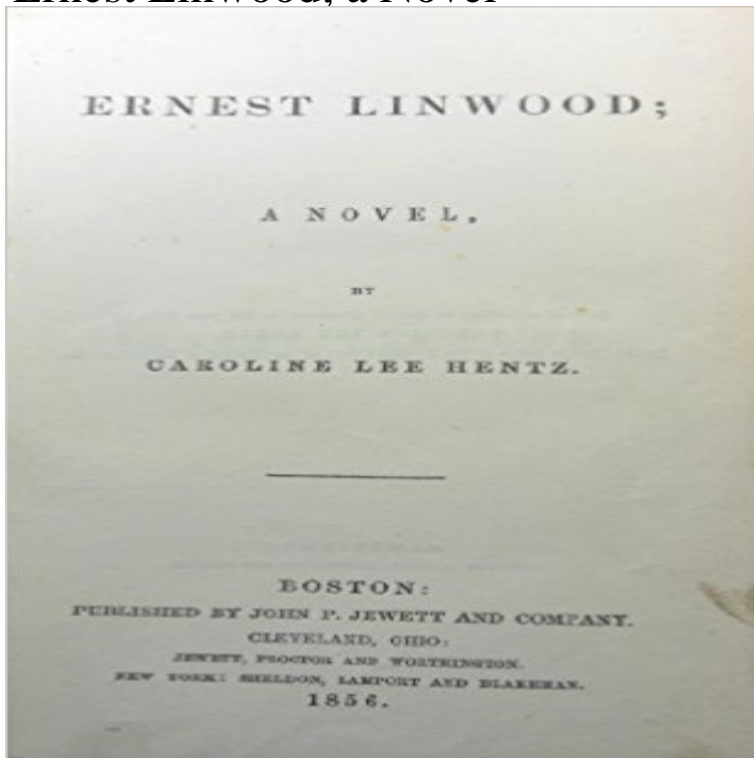 Ernest Linwood, a Novel
ERNEST LINWOOD;
A NOVEL.
BY
CAROLINE LEE HENTZ.
BOSTON:
PUBLISHED BY JOHN P. JEWETT AND COMPANY.
CLEVELAND, OHIO:
JEWETT, PROCTOR AND WORTHINGTON.
NEW YORK: SHELDON, LAMPORT AND BLAKEMAN.
1856.